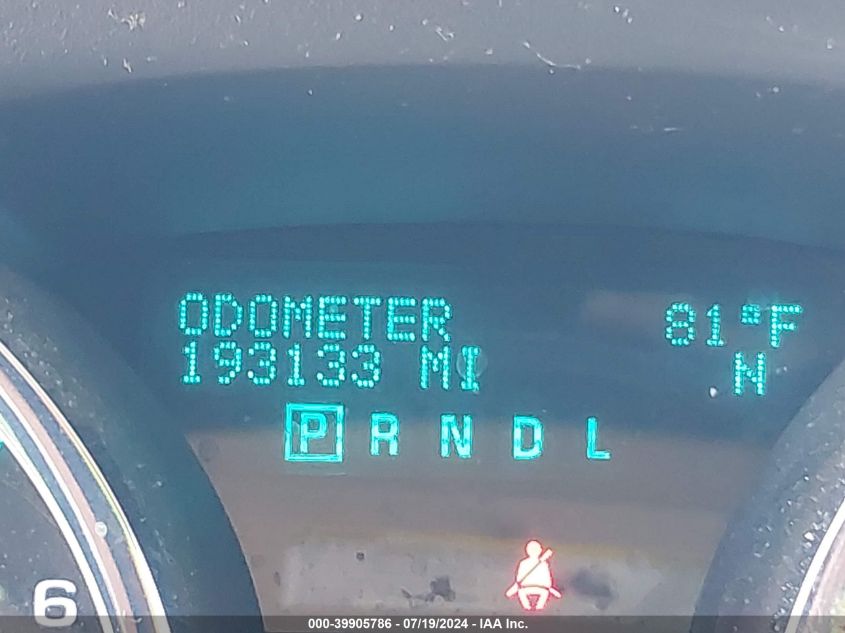 ODOMETER 81°F
193133 MI N
P R N D L
6
000-39905786 - 07/19/2024 - IAA Inc.